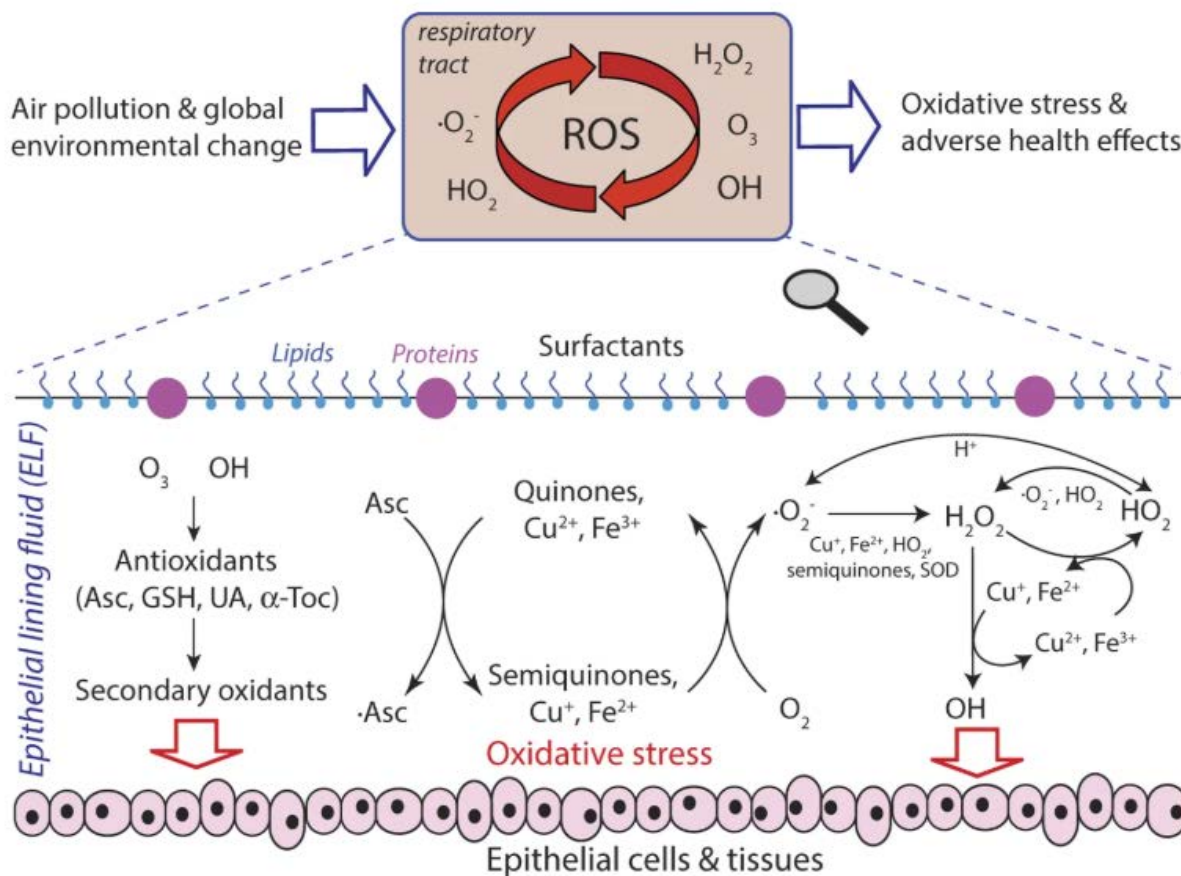 Air pollution & global
environmental change
respiratory
tract
H₂O₂
·O₂⁻
ROS
O₃
HO₂
OH
Oxidative stress &
adverse health effects
Lipids
Proteins
Surfactants
Epithelial lining fluid (ELF)
O₃ OH
Antioxidants
(Asc, GSH, UA, α-Toc)
Secondary oxidants
Asc
·Asc
Quinones,
Cu²⁺, Fe³⁺
Semiquinones,
Cu⁺, Fe²⁺
O₂
·O₂⁻
Cu⁺, Fe²⁺, HO₂,
semiquinones, SOD
H⁺
H₂O₂
·O₂⁻, HO₂
HO₂
Cu⁺, Fe²⁺
Cu²⁺, Fe³⁺
OH
Oxidative stress
Epithelial cells & tissues